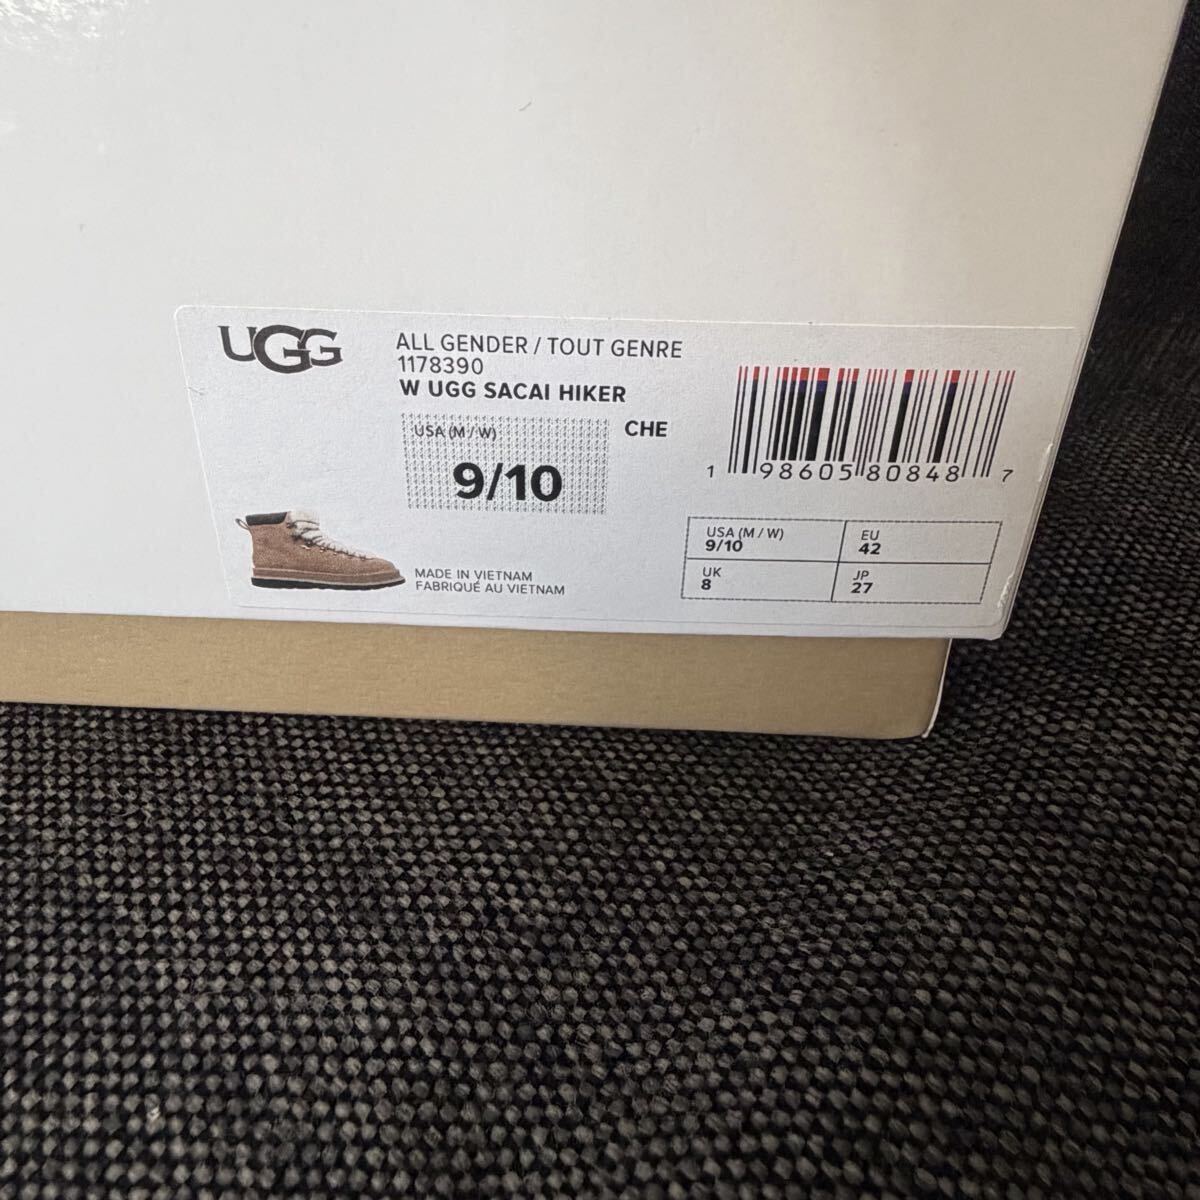 UGG
ALL GENDER / TOUT GENRE
1178390
W UGG SACAI HIKER
USA (M / W)
CHE
9/10
1 98605 80848 7
USA (M / W)
9/10
EU
42
UK
8
JP
27
MADE IN VIETNAM
FABRIQUÉ AU VIETNAM